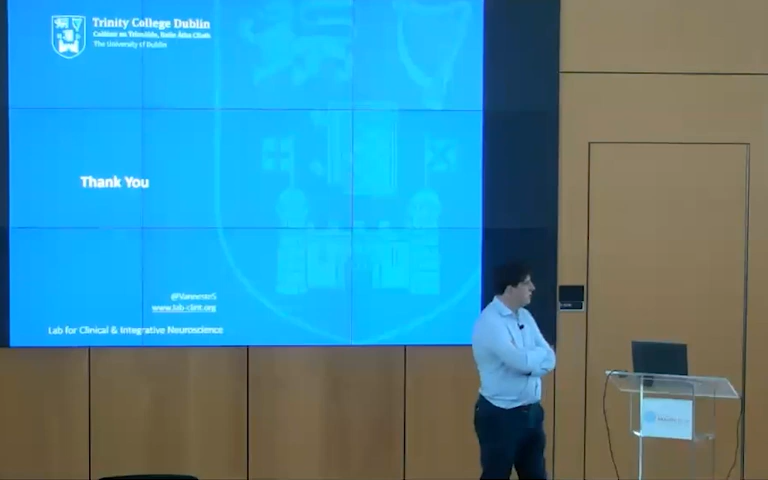 Trinity College Dublin
Coláiste na Tríonóide, Baile Átha Cliath
The University of Dublin
Thank You
@VannesteS
www.lab-clint.org
Lab for Clinical & Integrative Neuroscience